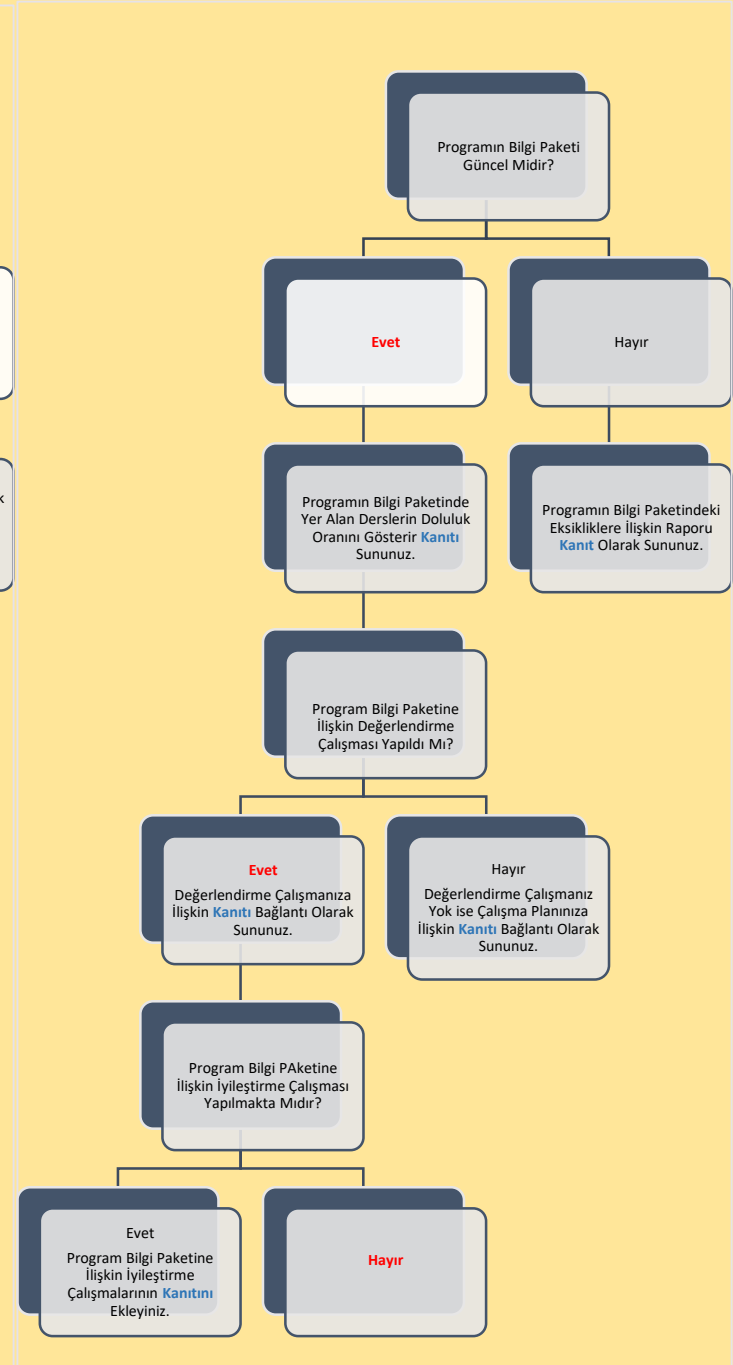 Programın Bilgi Paketi
Güncel Midir?
Evet
Hayır
Programın Bilgi Paketinde
Yer Alan Derslerin Doluluk
Oranını Gösterir Kanıtı
Sununuz.
Programın Bilgi Paketindeki
Eksikliklere İlişkin Raporu
Kanıt Olarak Sununuz.
k
Program Bilgi Paketine
İlişkin Değerlendirme
Çalışması Yapıldı Mı?
Evet
Değerlendirme Çalışmanıza
İlişkin Kanıtı Bağlantı Olarak
Sununuz.
Hayır
Değerlendirme Çalışmanız
Yok ise Çalışma Planınıza
İlişkin Kanıtı Bağlantı Olarak
Sununuz.
Program Bilgi PAketine
İlişkin İyileştirme Çalışması
Yapılmakta Mıdır?
Evet
Program Bilgi Paketine
İlişkin İyileştirme
Çalışmalarının Kanıtını
Ekleyiniz.
Hayır